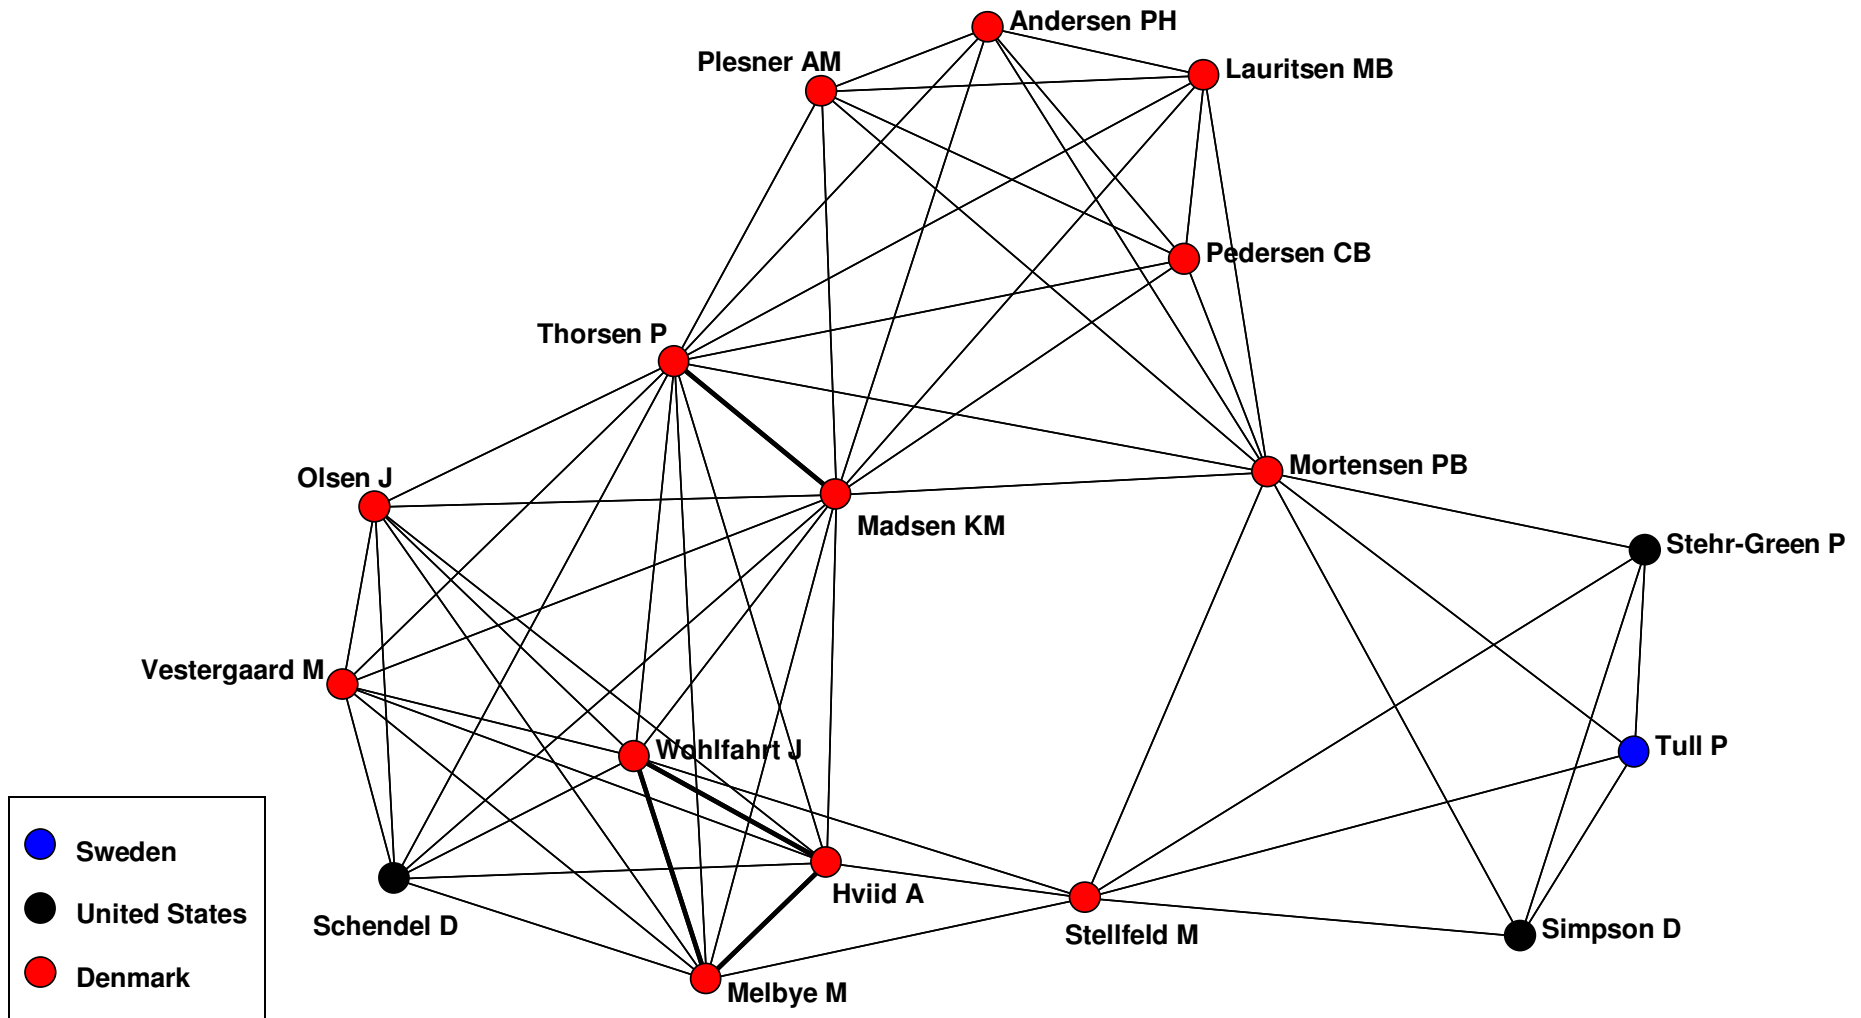 Andersen PH
Plesner AM
Lauritsen MB
Pedersen CB
Thorsen P
Olsen J
Mortensen PB
Madsen KM
Stehr-Green P
Vestergaard M
Wohlfahrt J
Tull P
Hviid A
Schendel D
Stellfeld M
Simpson D
Melbye M
Sweden
United States
Denmark